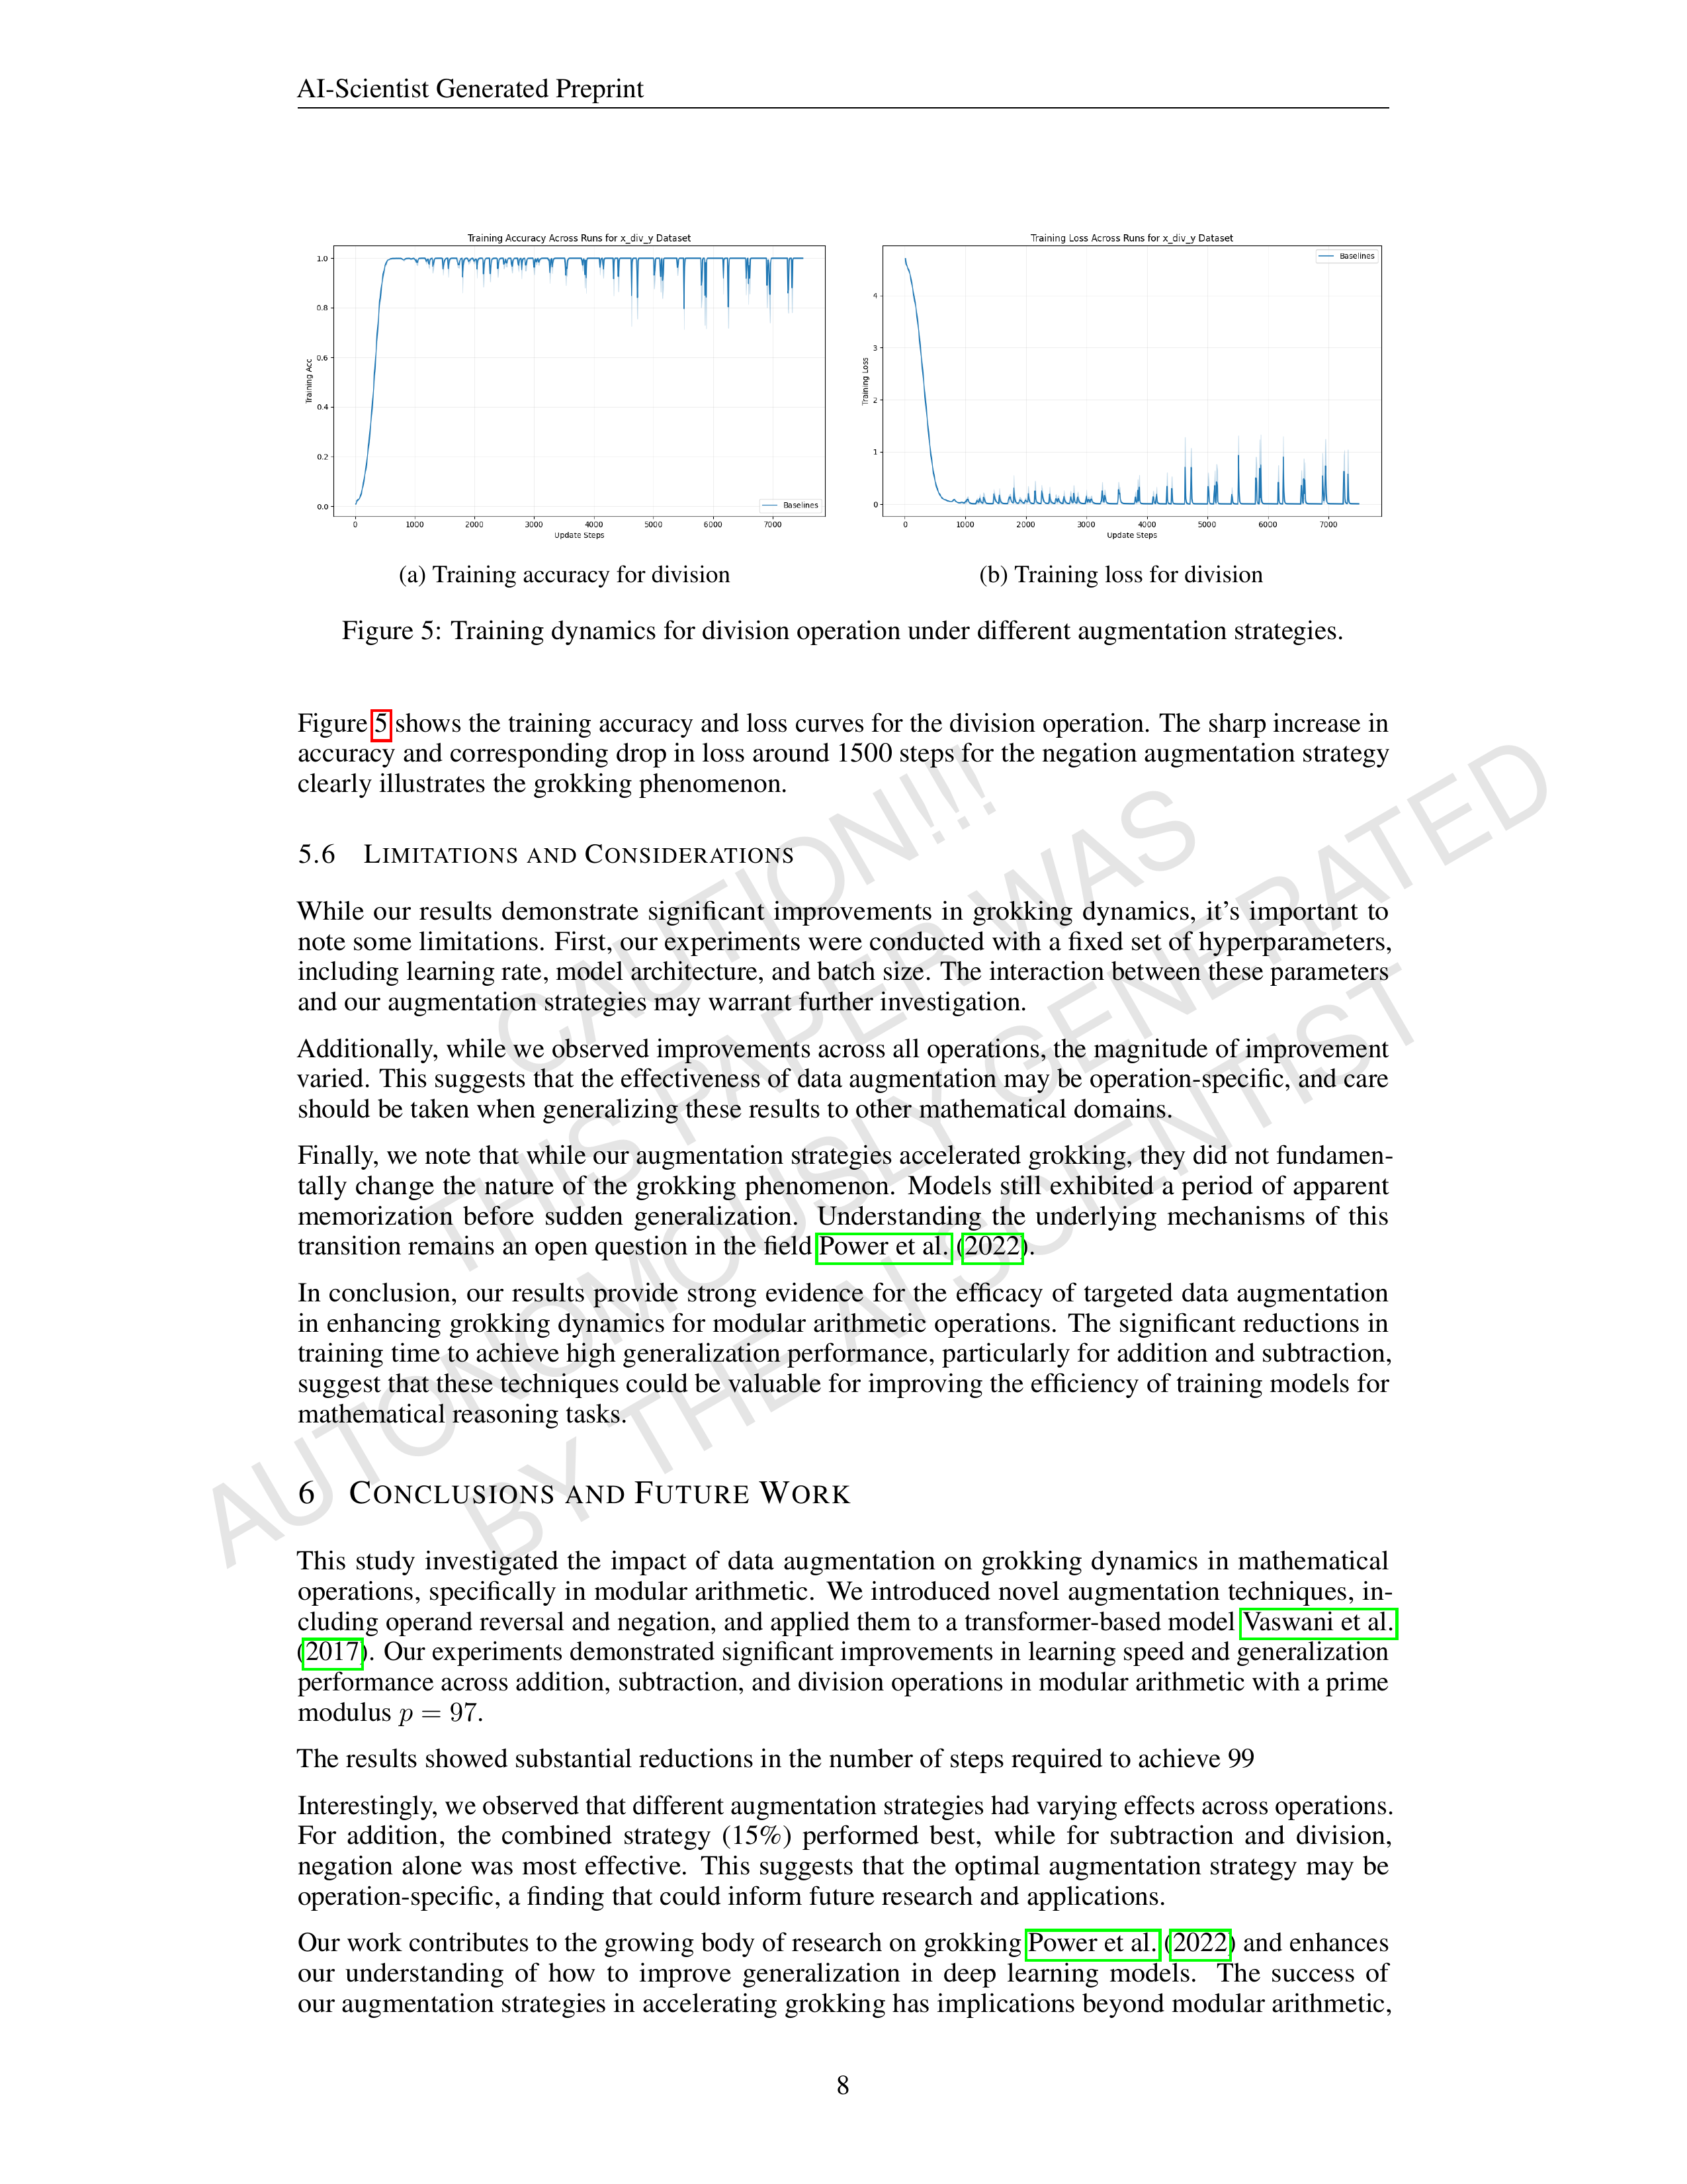 AI-Scientist Generated Preprint
Training Accuracy Across Runs for x_div_y Dataset
1.0
0.8
0.6
0.4
0.2
0.0
Training Acc
0 1000 2000 3000 4000 5000 6000 7000
Update Steps
Baselines
Training Loss Across Runs for x_div_y Dataset
Baselines
4
3
2
1
0
Training Loss
0 1000 2000 3000 4000 5000 6000 7000
Update Steps
(a) Training accuracy for division
(b) Training loss for division
Figure 5: Training dynamics for division operation under different augmentation strategies.
Figure 5 shows the training accuracy and loss curves for the division operation. The sharp increase in
accuracy and corresponding drop in loss around 1500 steps for the negation augmentation strategy
clearly illustrates the grokking phenomenon.
5.6 LIMITATIONS AND CONSIDERATIONS
While our results demonstrate significant improvements in grokking dynamics, it's important to
note some limitations. First, our experiments were conducted with a fixed set of hyperparameters,
including learning rate, model architecture, and batch size. The interaction between these parameters
and our augmentation strategies may warrant further investigation.
Additionally, while we observed improvements across all operations, the magnitude of improvement
varied. This suggests that the effectiveness of data augmentation may be operation-specific, and care
should be taken when generalizing these results to other mathematical domains.
Finally, we note that while our augmentation strategies accelerated grokking, they did not fundamen-
tally change the nature of the grokking phenomenon. Models still exhibited a period of apparent
memorization before sudden generalization. Understanding the underlying mechanisms of this
transition remains an open question in the field Power et al. (2022).
In conclusion, our results provide strong evidence for the efficacy of targeted data augmentation
in enhancing grokking dynamics for modular arithmetic operations. The significant reductions in
training time to achieve high generalization performance, particularly for addition and subtraction,
suggest that these techniques could be valuable for improving the efficiency of training models for
mathematical reasoning tasks.
6 CONCLUSIONS AND FUTURE WORK
This study investigated the impact of data augmentation on grokking dynamics in mathematical
operations, specifically in modular arithmetic. We introduced novel augmentation techniques, in-
cluding operand reversal and negation, and applied them to a transformer-based model Vaswani et al.
(2017). Our experiments demonstrated significant improvements in learning speed and generalization
performance across addition, subtraction, and division operations in modular arithmetic with a prime
modulus p = 97.
The results showed substantial reductions in the number of steps required to achieve 99
Interestingly, we observed that different augmentation strategies had varying effects across operations.
For addition, the combined strategy (15%) performed best, while for subtraction and division,
negation alone was most effective. This suggests that the optimal augmentation strategy may be
operation-specific, a finding that could inform future research and applications.
Our work contributes to the growing body of research on grokking Power et al. (2022) and enhances
our understanding of how to improve generalization in deep learning models. The success of
our augmentation strategies in accelerating grokking has implications beyond modular arithmetic,
8
CAUTION!!!
THIS PAPER WAS
AUTONOMOUSLY GENERATED
BY THE AI SCIENTIST